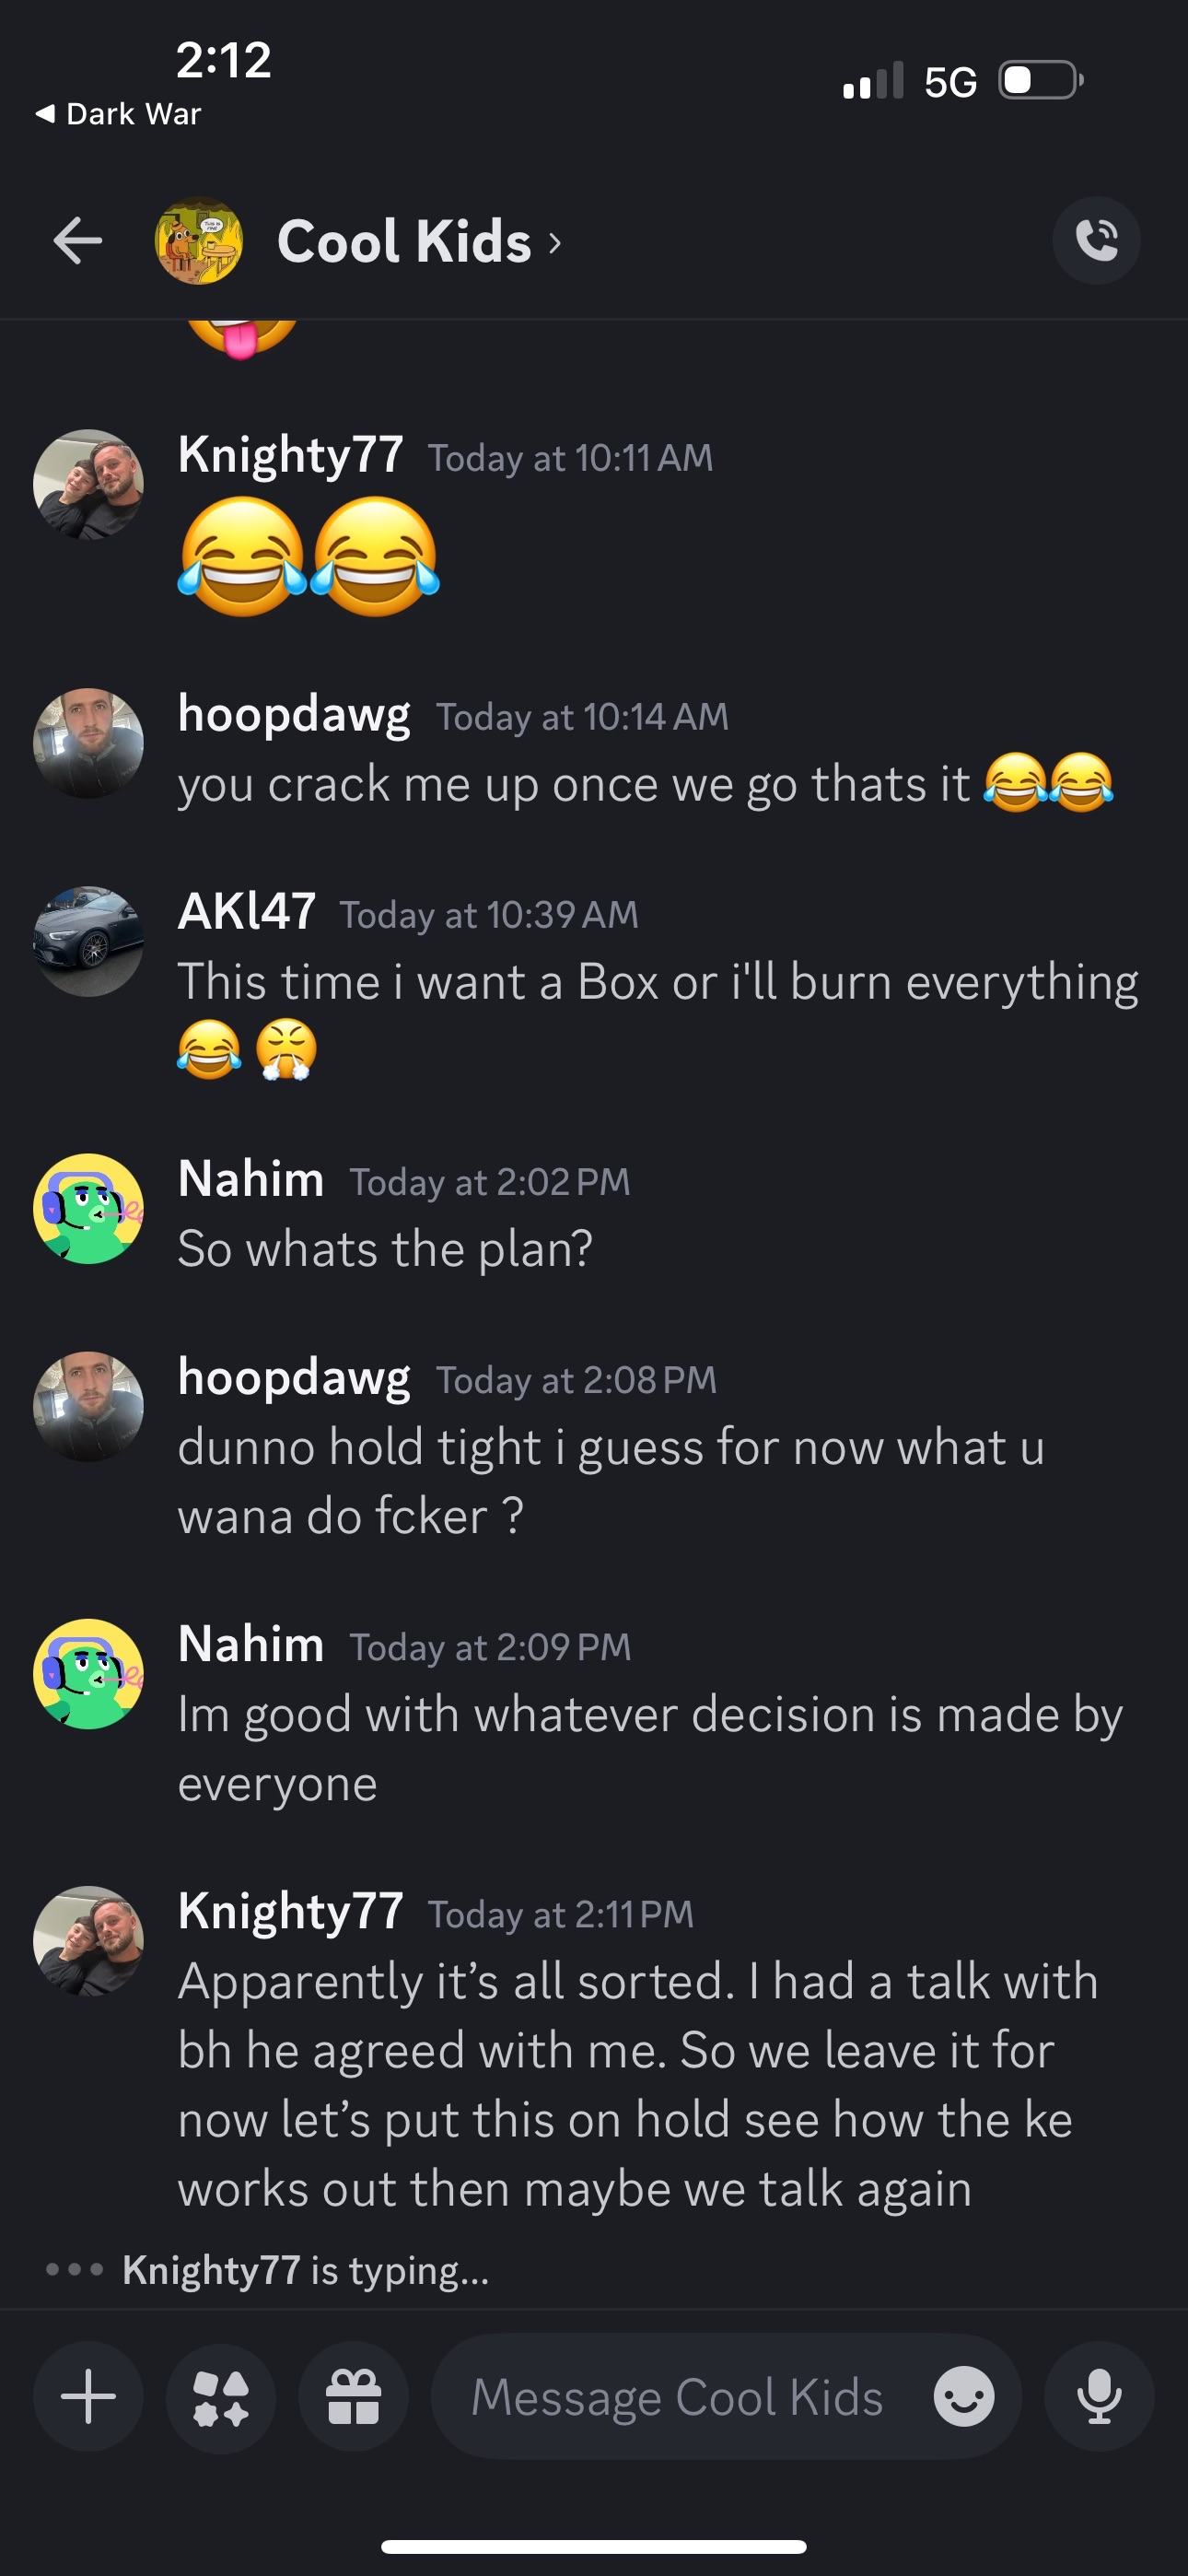 2:12
5G
Dark War
Cool Kids
Knighty77 Today at 10:11 AM
😂😂
hoopdawg Today at 10:14 AM
you crack me up once we go thats it 😂😂
AKl47 Today at 10:39 AM
This time i want a Box or i'll burn everything
😂 😤
Nahim Today at 2:02 PM
So whats the plan?
hoopdawg Today at 2:08 PM
dunno hold tight i guess for now what u
wana do fcker ?
Nahim Today at 2:09 PM
Im good with whatever decision is made by
everyone
Knighty77 Today at 2:11 PM
Apparently it’s all sorted. I had a talk with
bh he agreed with me. So we leave it for
now let’s put this on hold see how the ke
works out then maybe we talk again
Knighty77 is typing...
Message Cool Kids